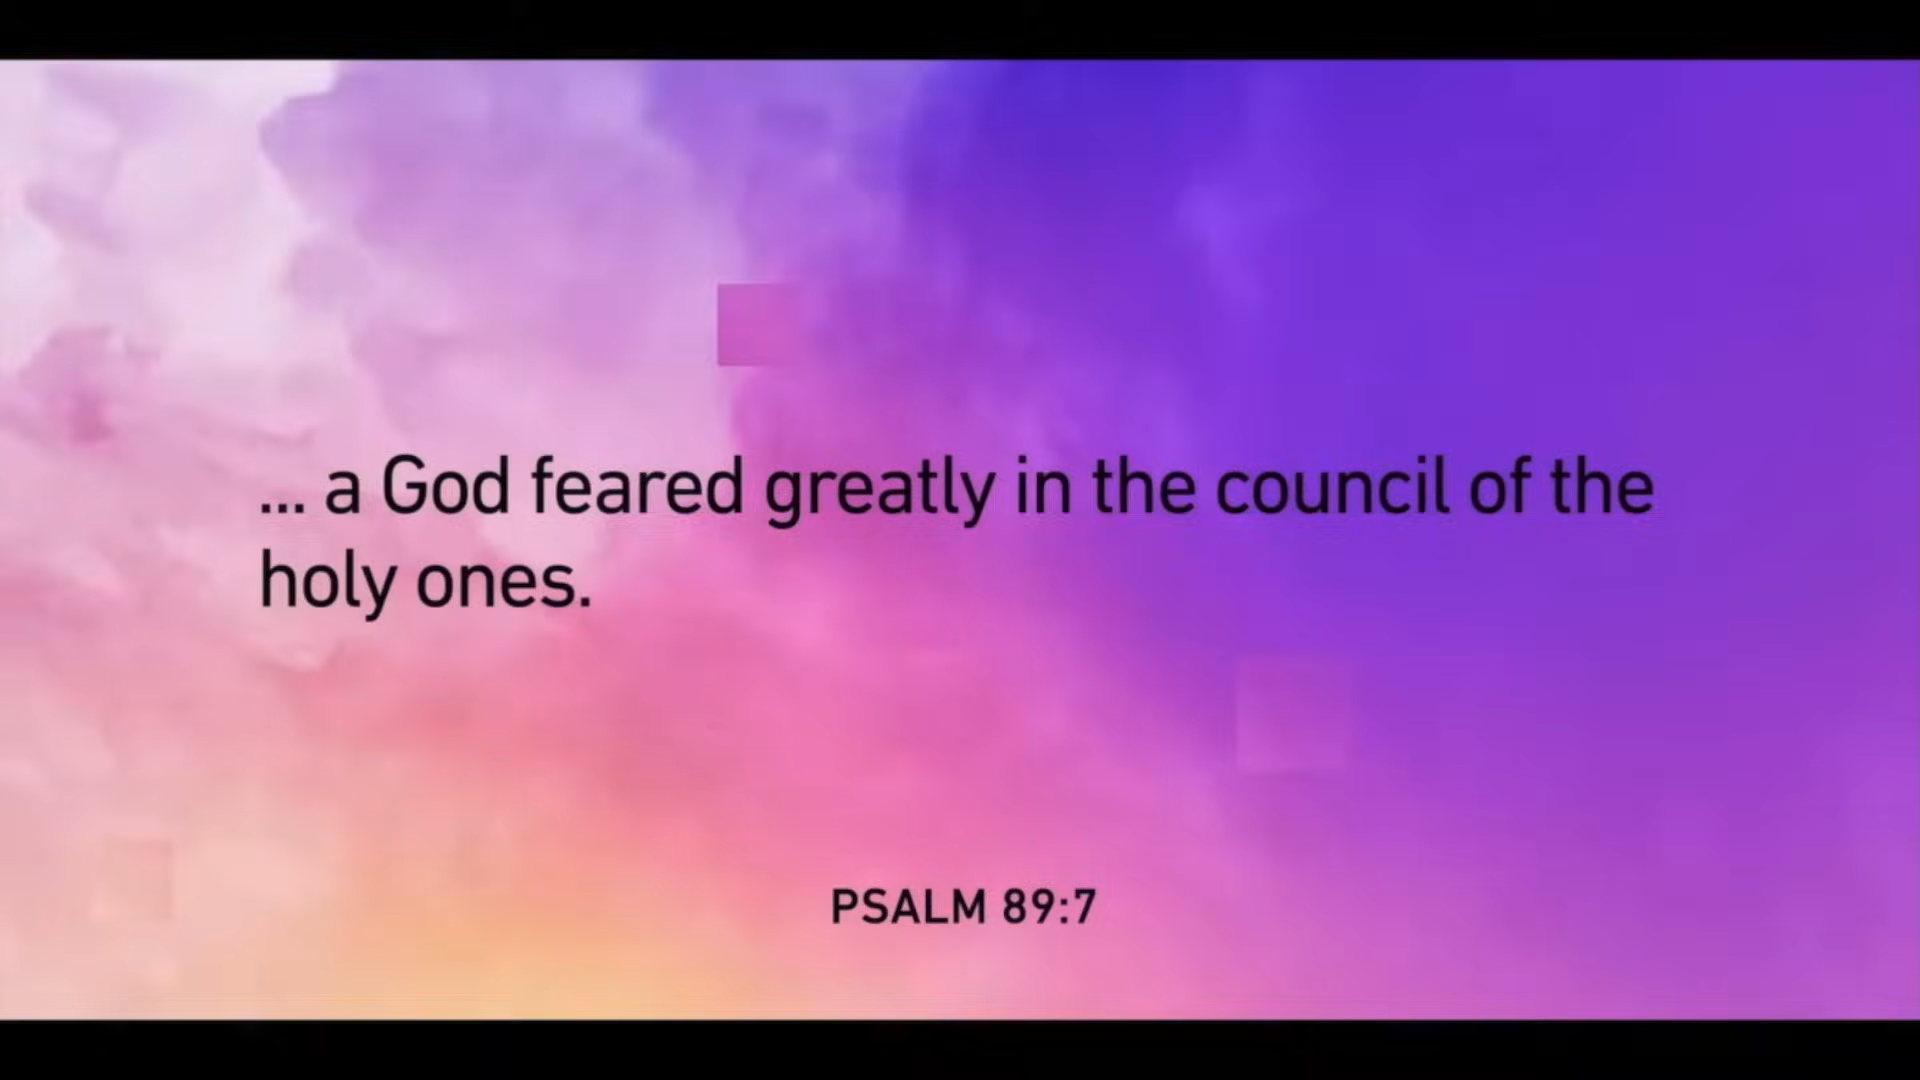 ... a God feared greatly in the council of the
holy ones.
PSALM 89:7